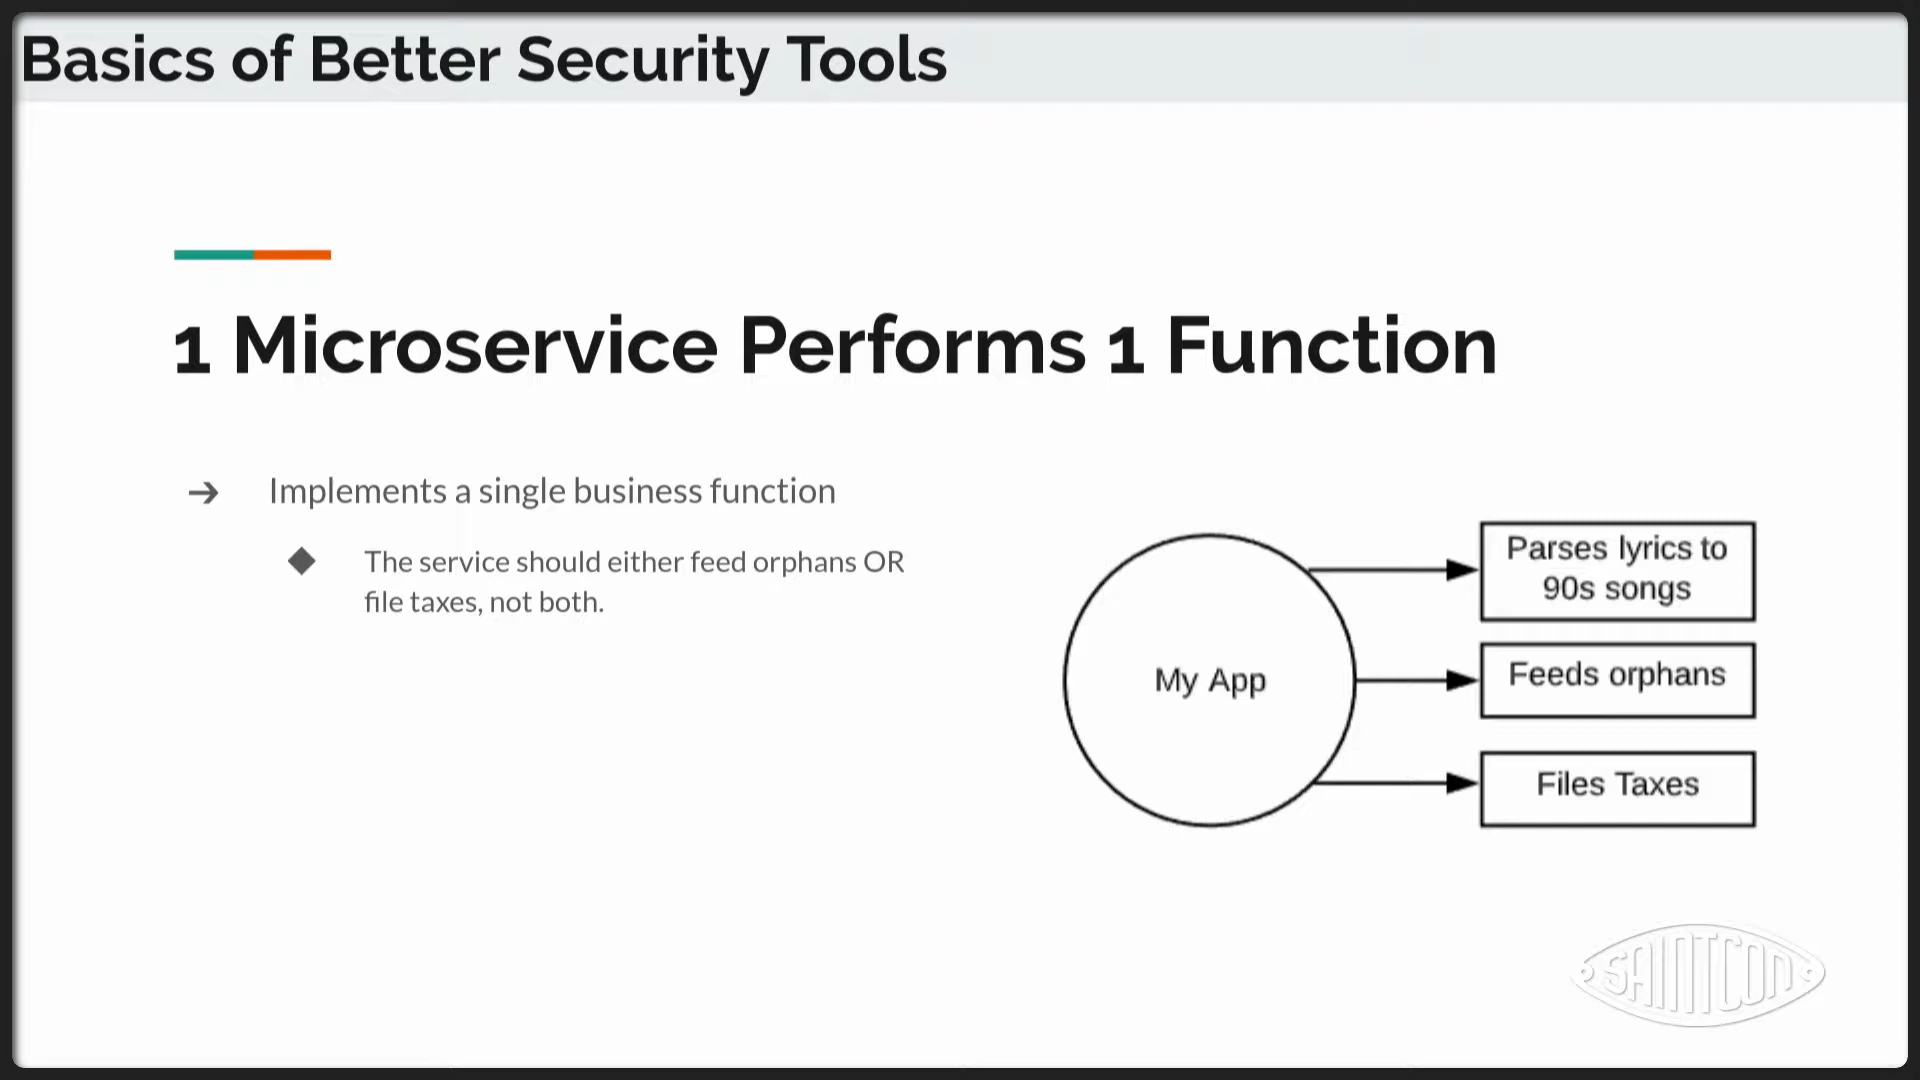 Basics of Better Security Tools
1 Microservice Performs 1 Function
➔ Implements a single business function
◆ The service should either feed orphans OR
file taxes, not both.
My App
Parses lyrics to
90s songs
Feeds orphans
Files Taxes
SAINTCON